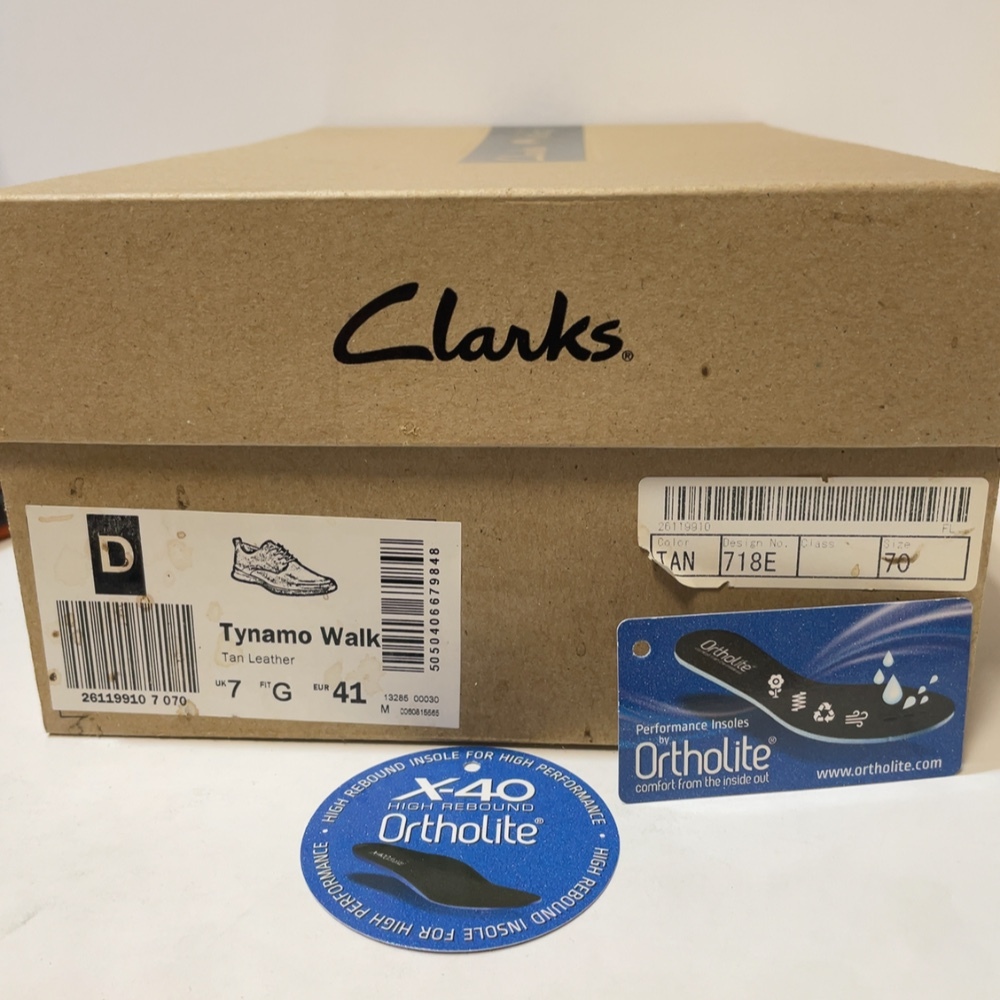 Clarks®
D
26119910 7 070
Tynamo Walk
Tan Leather
UK 7 FIT G EUR 41
5050406679848
13285 00030
M
26119910 FL
Color Design No. Class Size
TAN 718E 70
Ortholite
Performance Insoles
by
Ortholite®
comfort from the inside out
www.ortholite.com
• HIGH REBOUND INSOLE FOR HIGH PERFORMANCE • HIGH REBOUND INSOLE FOR HIGH PERFORMANCE
X-40
HIGH REBOUND
Ortholite®